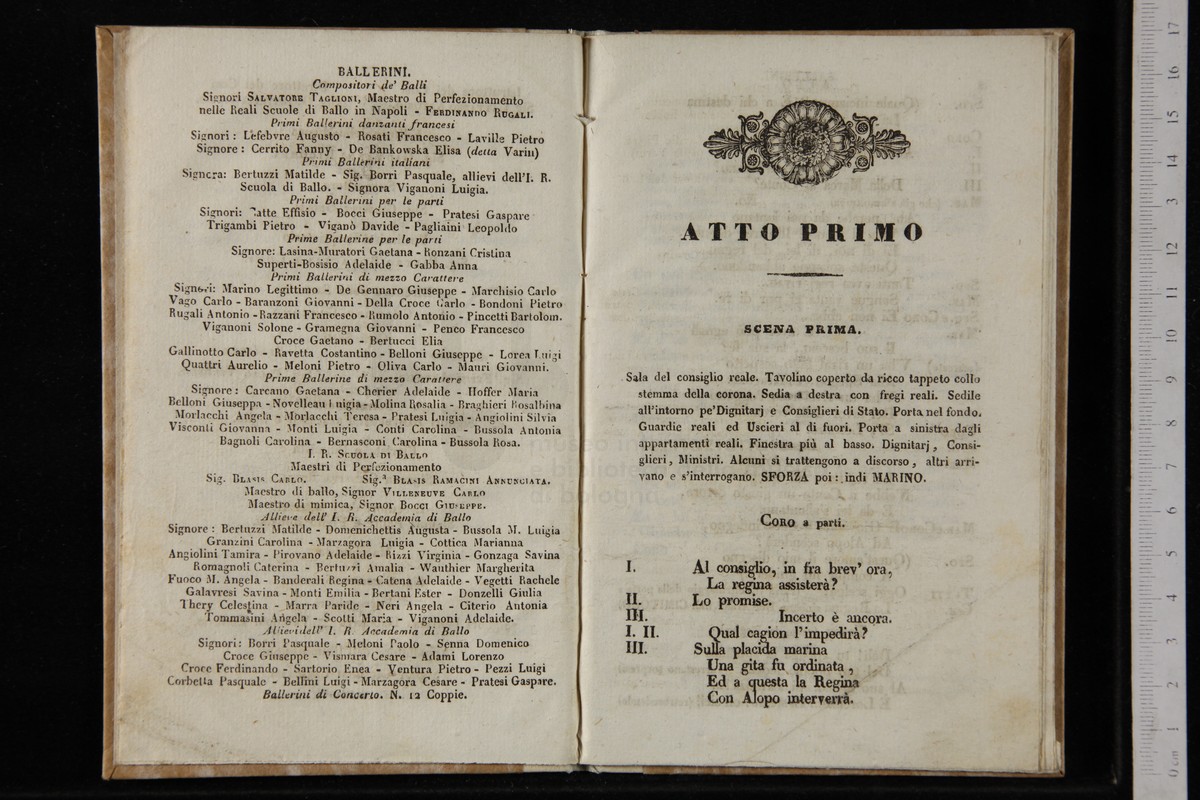 BALLERINI.
Compositori de' Balli
Signori SALVATORE TAGLIONI, Maestro di Perfezionamento
nelle Reali Scuole di Ballo in Napoli - FERDINANDO RUGALI.
Primi Ballerini danzanti francesi
Signori : Lefebvre Augusto - Rosati Francesco - Laville Pietro
Signore : Cerrito Fanny - De Bankowska Elisa (detta Varin)
Primi Ballerini italiani
Signora: Bertuzzi Matilde - Sig. Borri Pasquale, allievi dell'I. R.
Scuola di Ballo. - Signora Viganoni Luigia.
Primi Ballerini per le parti
Signori: Catte Effisio - Bocci Giuseppe - Pratesi Gaspare
Trigambi Pietro - Viganò Davide - Pagliaini Leopoldo
Prime Ballerine per le parti
Signore: Lasina-Muratori Gaetana - Ronzani Cristina
Superti-Bosisio Adelaide - Gabba Anna
Primi Ballerini di mezzo Carattere
Signori: Marino Legittimo - De Gennaro Giuseppe - Marchisio Carlo
Vago Carlo - Baranzoni Giovanni - Della Croce Carlo - Bondoni Pietro
Rugali Antonio - Razzani Francesco - Rumolo Antonio - Pincetti Bartolom.
Viganoni Solone - Gramegna Giovanni - Penco Francesco
Croce Gaetano - Bertucci Elia
Gallinotto Carlo - Ravetta Costantino - Belloni Giuseppe - Lorea Luigi
Quattri Aurelio - Meloni Pietro - Oliva Carlo - Mauri Giovanni.
Prime Ballerine di mezzo Carattere
Signore : Carcano Gaetana - Cherier Adelaide - Hoffer Maria
Belloni Giuseppa - Novelleau Luigia - Molina Rosalia - Braghieri Rosalbina
Morlacchi Angela - Morlacchi Teresa - Pratesi Luigia - Angiolini Silvia
Visconti Giovanna - Monti Luigia - Conti Carolina - Bussola Antonia
Bagnoli Carolina - Bernasconi Carolina - Bussola Rosa.
I. R. SCUOLA DI BALLO
Maestri di Perfezionamento
Sig. BLASIS CARLO. Sig.ª BLASIS RAMACINI ANNUNCIATA.
Maestro di ballo, Signor VILLENEUVE CARLO
Maestro di mimica, Signor BOCCI GIUSEPPE.
Allieve dell' I. R. Accademia di Ballo
Signore : Bertuzzi Matilde - Domenichettis Augusta - Bussola M. Luigia
Granzini Carolina - Marzagora Luigia - Cottica Marianna
Angiolini Tamira - Pirovano Adelaide - Rizzi Virginia - Gonzaga Savina
Romagnoli Caterina - Bertuzzi Amalia - Wauthier Margherita
Fuoco M. Angela - Banderali Regina - Catena Adelaide - Vegetti Rachele
Galavresi Savina - Monti Emilia - Bertani Ester - Donzelli Giulia
Thery Celestina - Marra Paride - Neri Angela - Citerio Antonia
Tommasini Angela - Scotti Maria - Viganoni Adelaide.
Allievi dell' I. R. Accademia di Ballo
Signori: Borri Pasquale - Meloni Paolo - Senna Domenico
Croce Giuseppe - Vismara Cesare - Adami Lorenzo
Croce Ferdinando - Sartorio Enea - Ventura Pietro - Pezzi Luigi
Corbetta Pasquale - Bellini Luigi - Marzagora Cesare - Pratesi Gaspare.
Ballerini di Concerto. N. 12 Coppie.
ATTO PRIMO
SCENA PRIMA.
Sala del consiglio reale. Tavolino coperto da ricco tappeto collo
stemma della corona. Sedia a destra con fregi reali. Sedile
all'intorno pe'Dignitarj e Consiglieri di Stato. Porta nel fondo.
Guardie reali ed Uscieri al di fuori. Porta a sinistra dagli
appartamenti reali. Finestra più al basso. Dignitarj, Consi-
glieri, Ministri. Alcuni si trattengono a discorso, altri arri-
vano e s'interrogano. SFORZA poi : indi MARINO.
CORO a parti.
I. Al consiglio, in fra brev' ora,
La regina assisterà?
II. Lo promise.
III. Incerto è ancora.
I. II. Qual cagion l'impedirà?
III. Sulla placida marina
Una gita fu ordinata,
Ed a questa la Regina
Con Alopo interverrà.